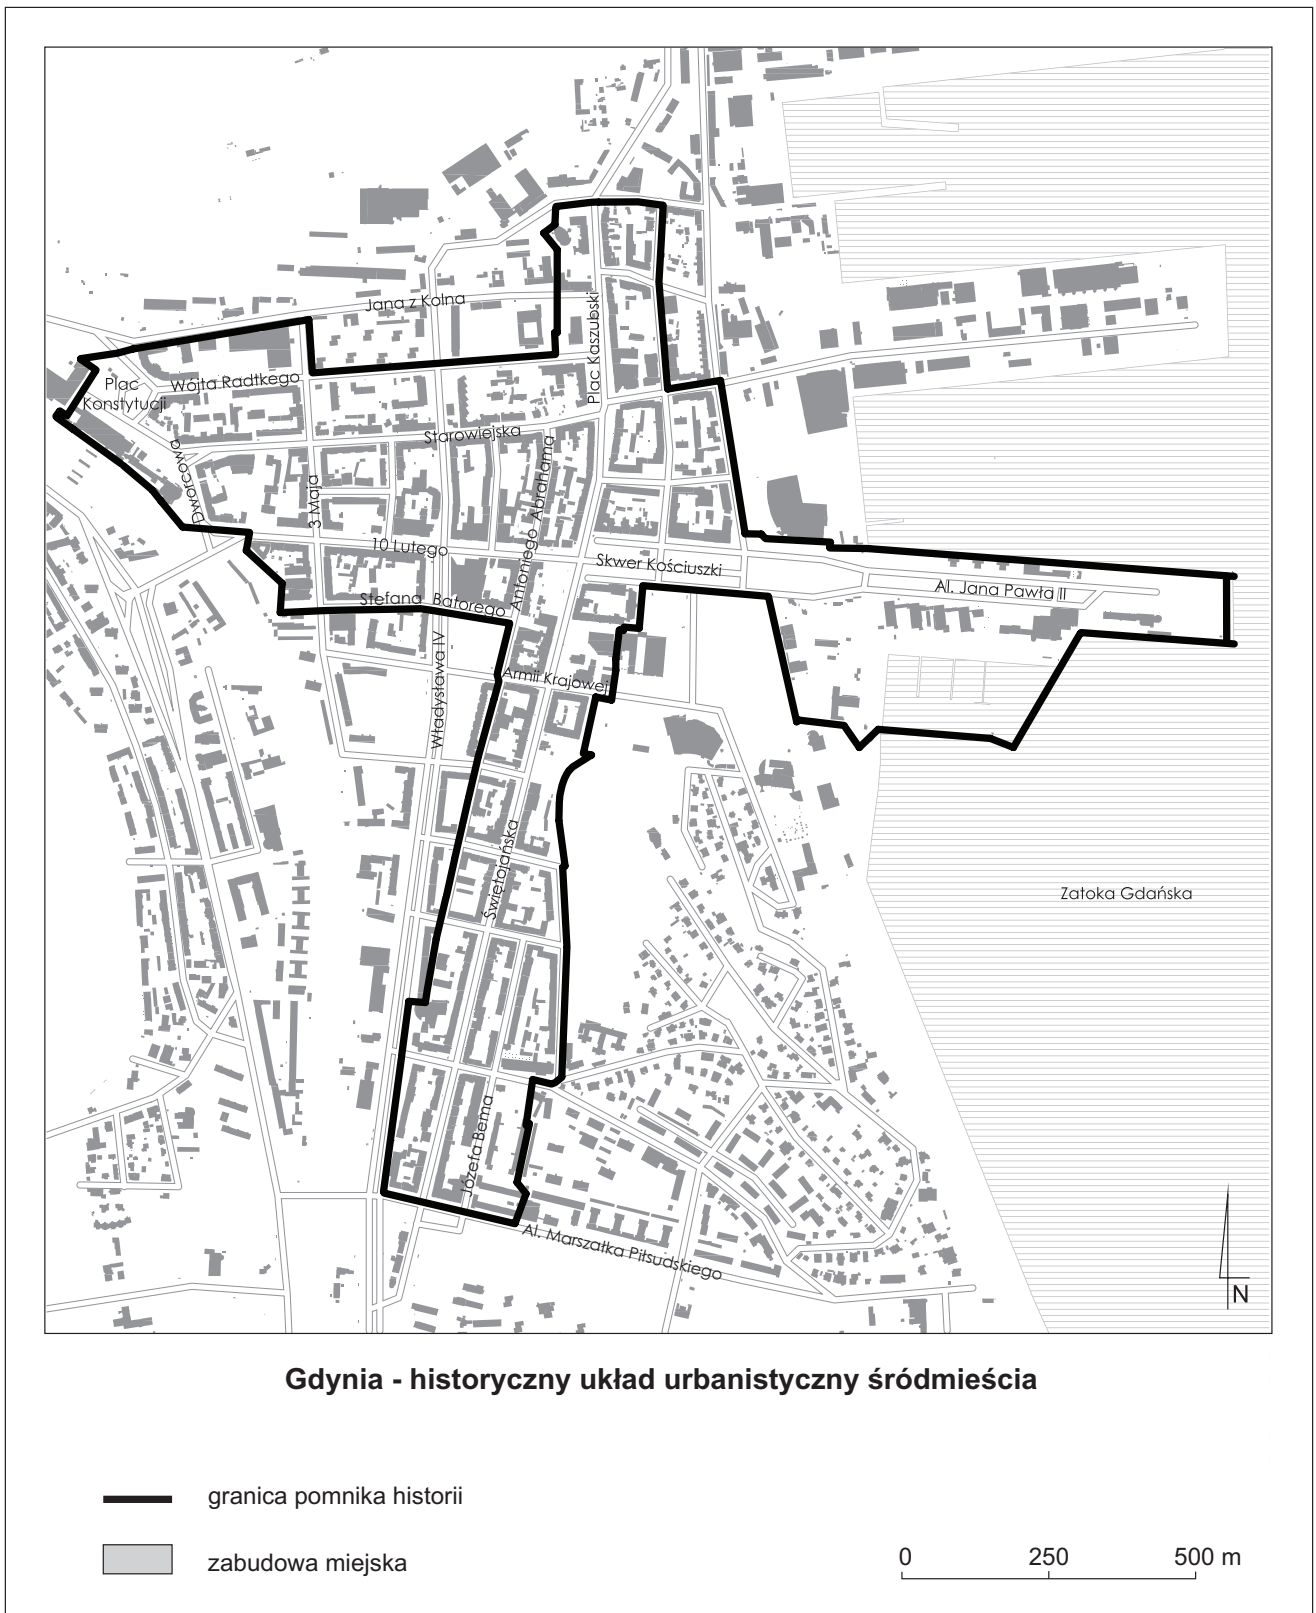 Jana z Kolna
Plac Kaszubski
Plac
Konstytucji
Wójta Radtkego
Starowiejska
Dworcowa
3 Maja
Antoniego Abrahama
10 Lutego
Skwer Kościuszki
Al. Jana Pawła II
Stefana Batorego
Władysława IV
Armii Krajowej
Świętojańska
Zatoka Gdańska
Józefa Bema
Al. Marszałka Piłsudskiego
N
Gdynia - historyczny układ urbanistyczny śródmieścia
granica pomnika historii
zabudowa miejska
0 250 500 m